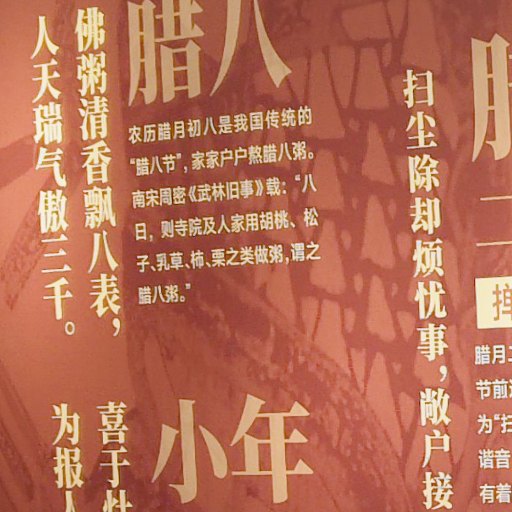 腊八
农历腊月初八是我国传统的
“腊八节”，家家户户熬腊八粥。
南宋周密《武林旧事》载：“八
日，则寺院及人家用胡桃、松
子、乳草、柿、栗之类做粥，谓之
腊八粥。”
佛粥清香飘八表，
人天瑞气傲三千。
小年
喜于灶
为报人
扫尘除却烦忧事，敞户接
腊月二
节前
为“扫
谐音
有着